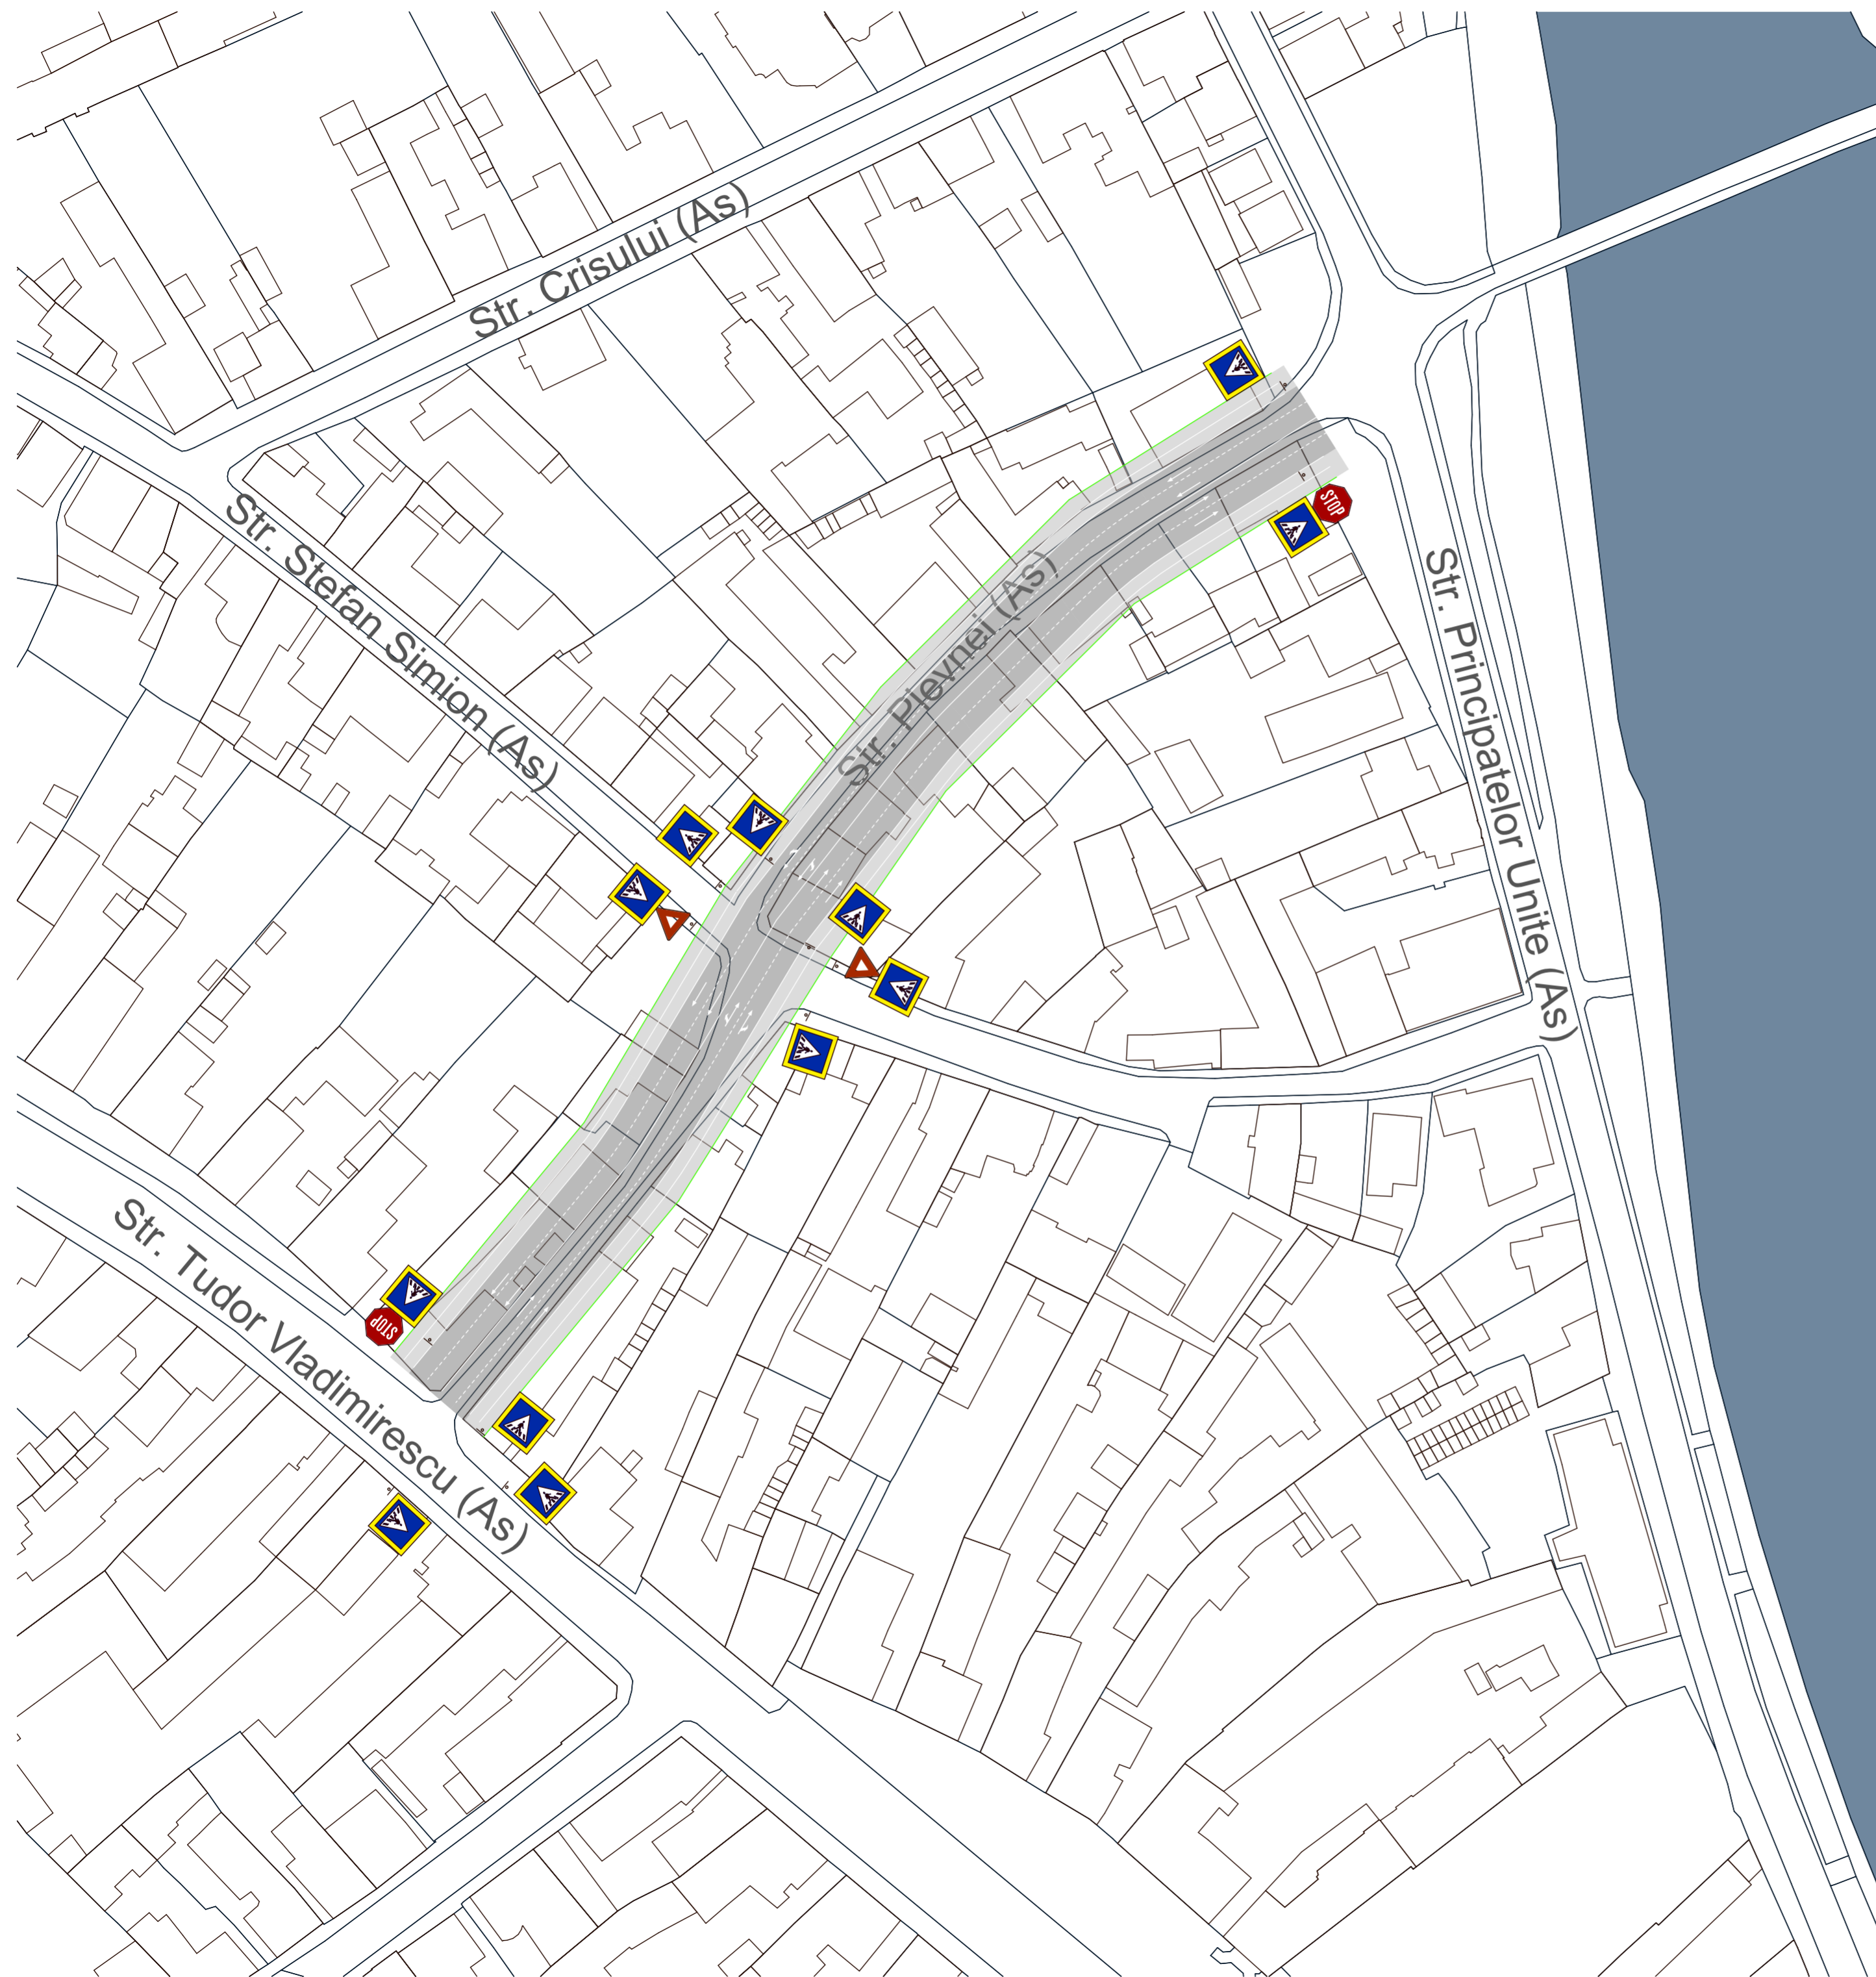 Str. Crisului (As)
Str. Stefan Simion (As)
STOP
Str. Plevnei (As)
Str. Principatelor Unite (As)
Str. Tudor Vladimirescu (As)
STOP